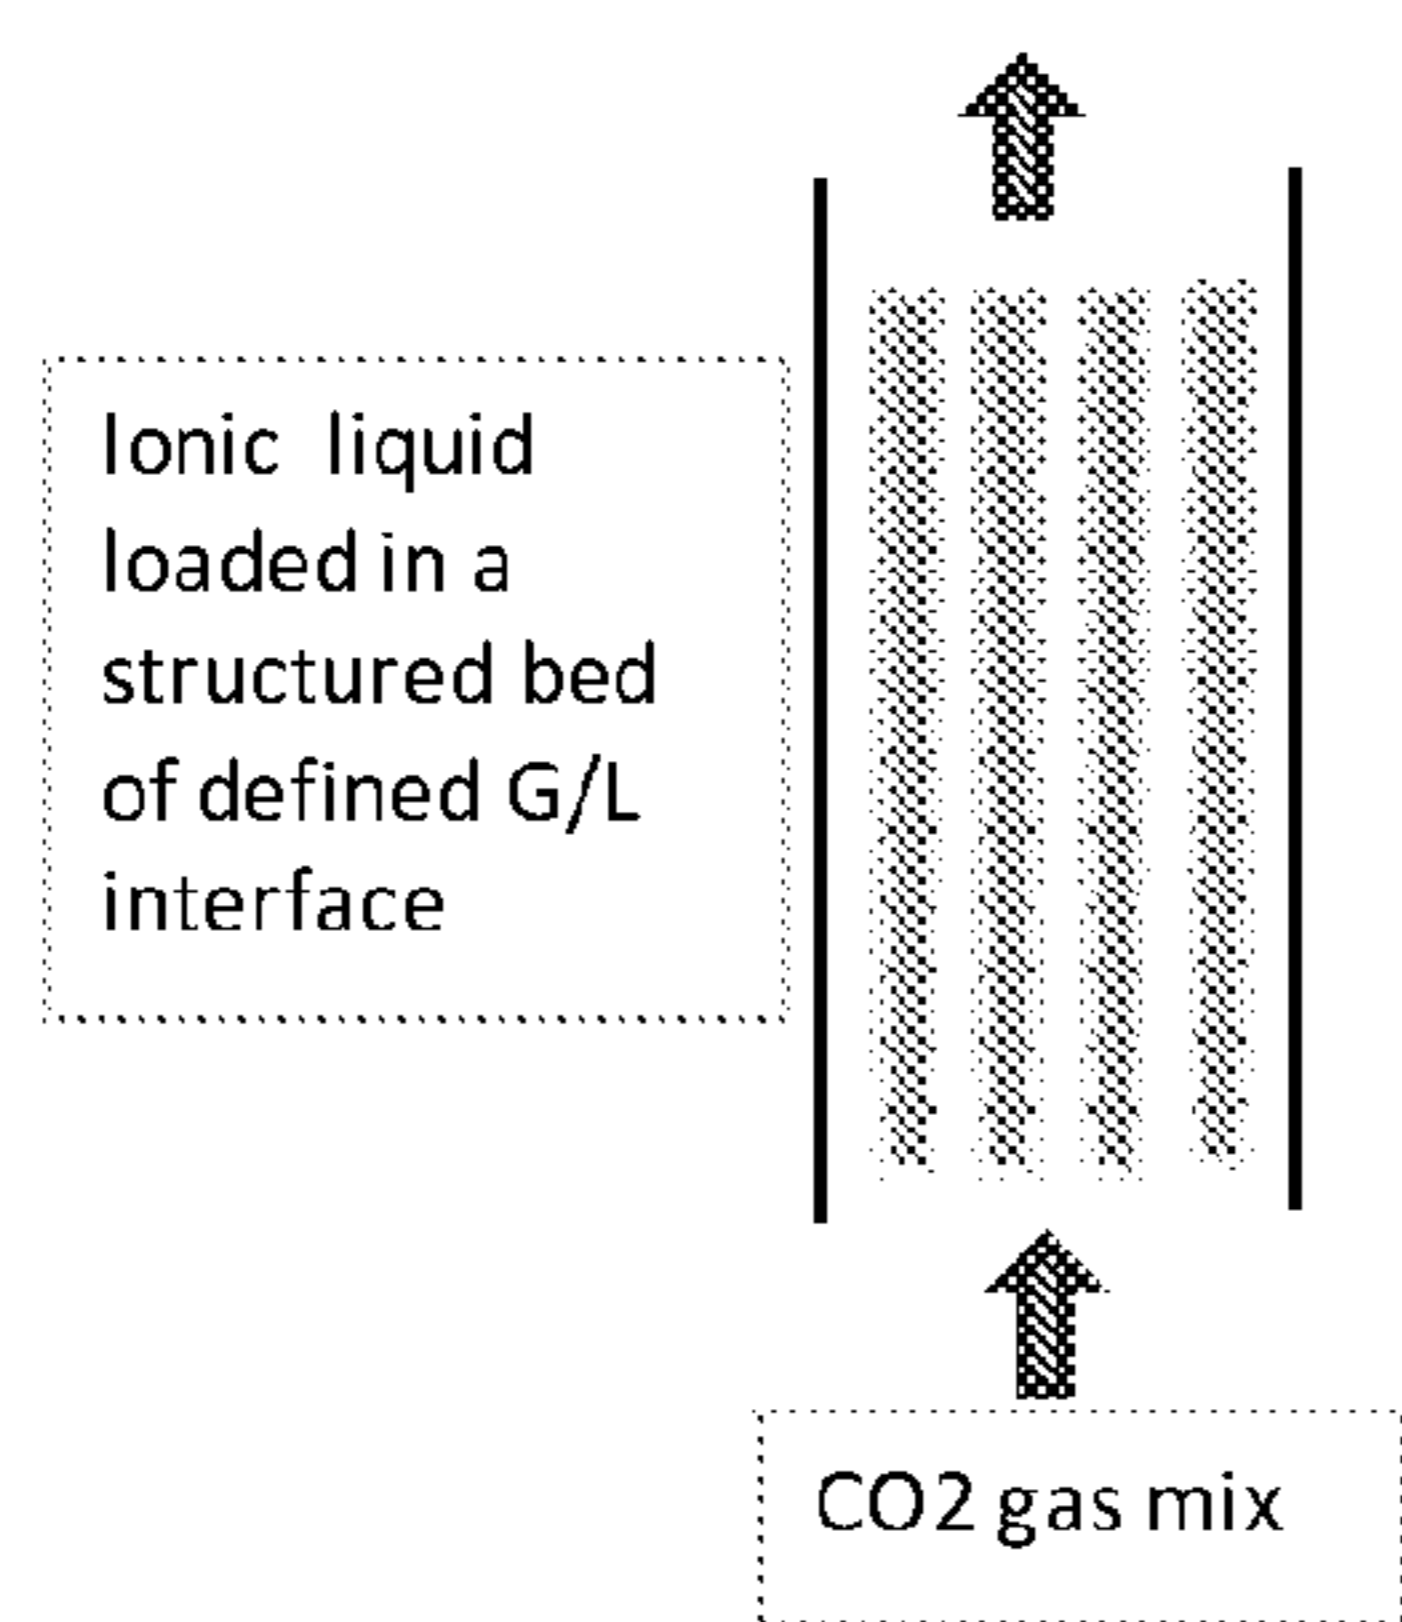 Ionic liquid
loaded in a
structured bed
of defined G/L
interface
CO2 gas mix